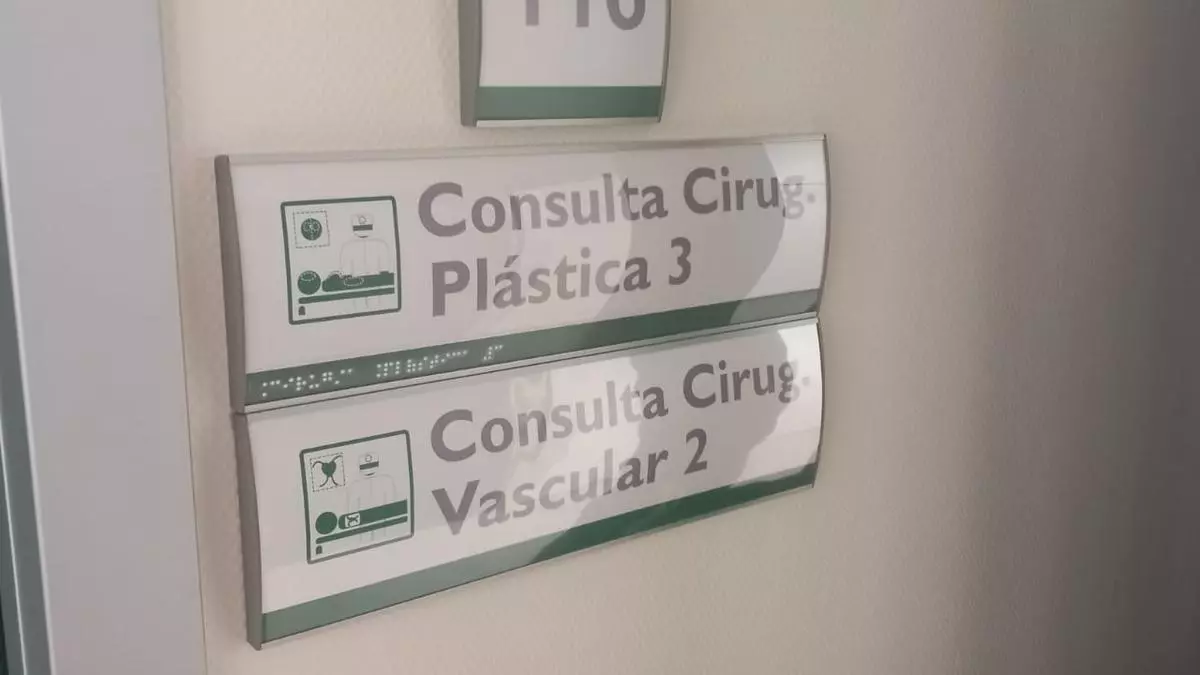 Consulta Cirug.
Plástica 3
Consulta Cirug.
Vascular 2